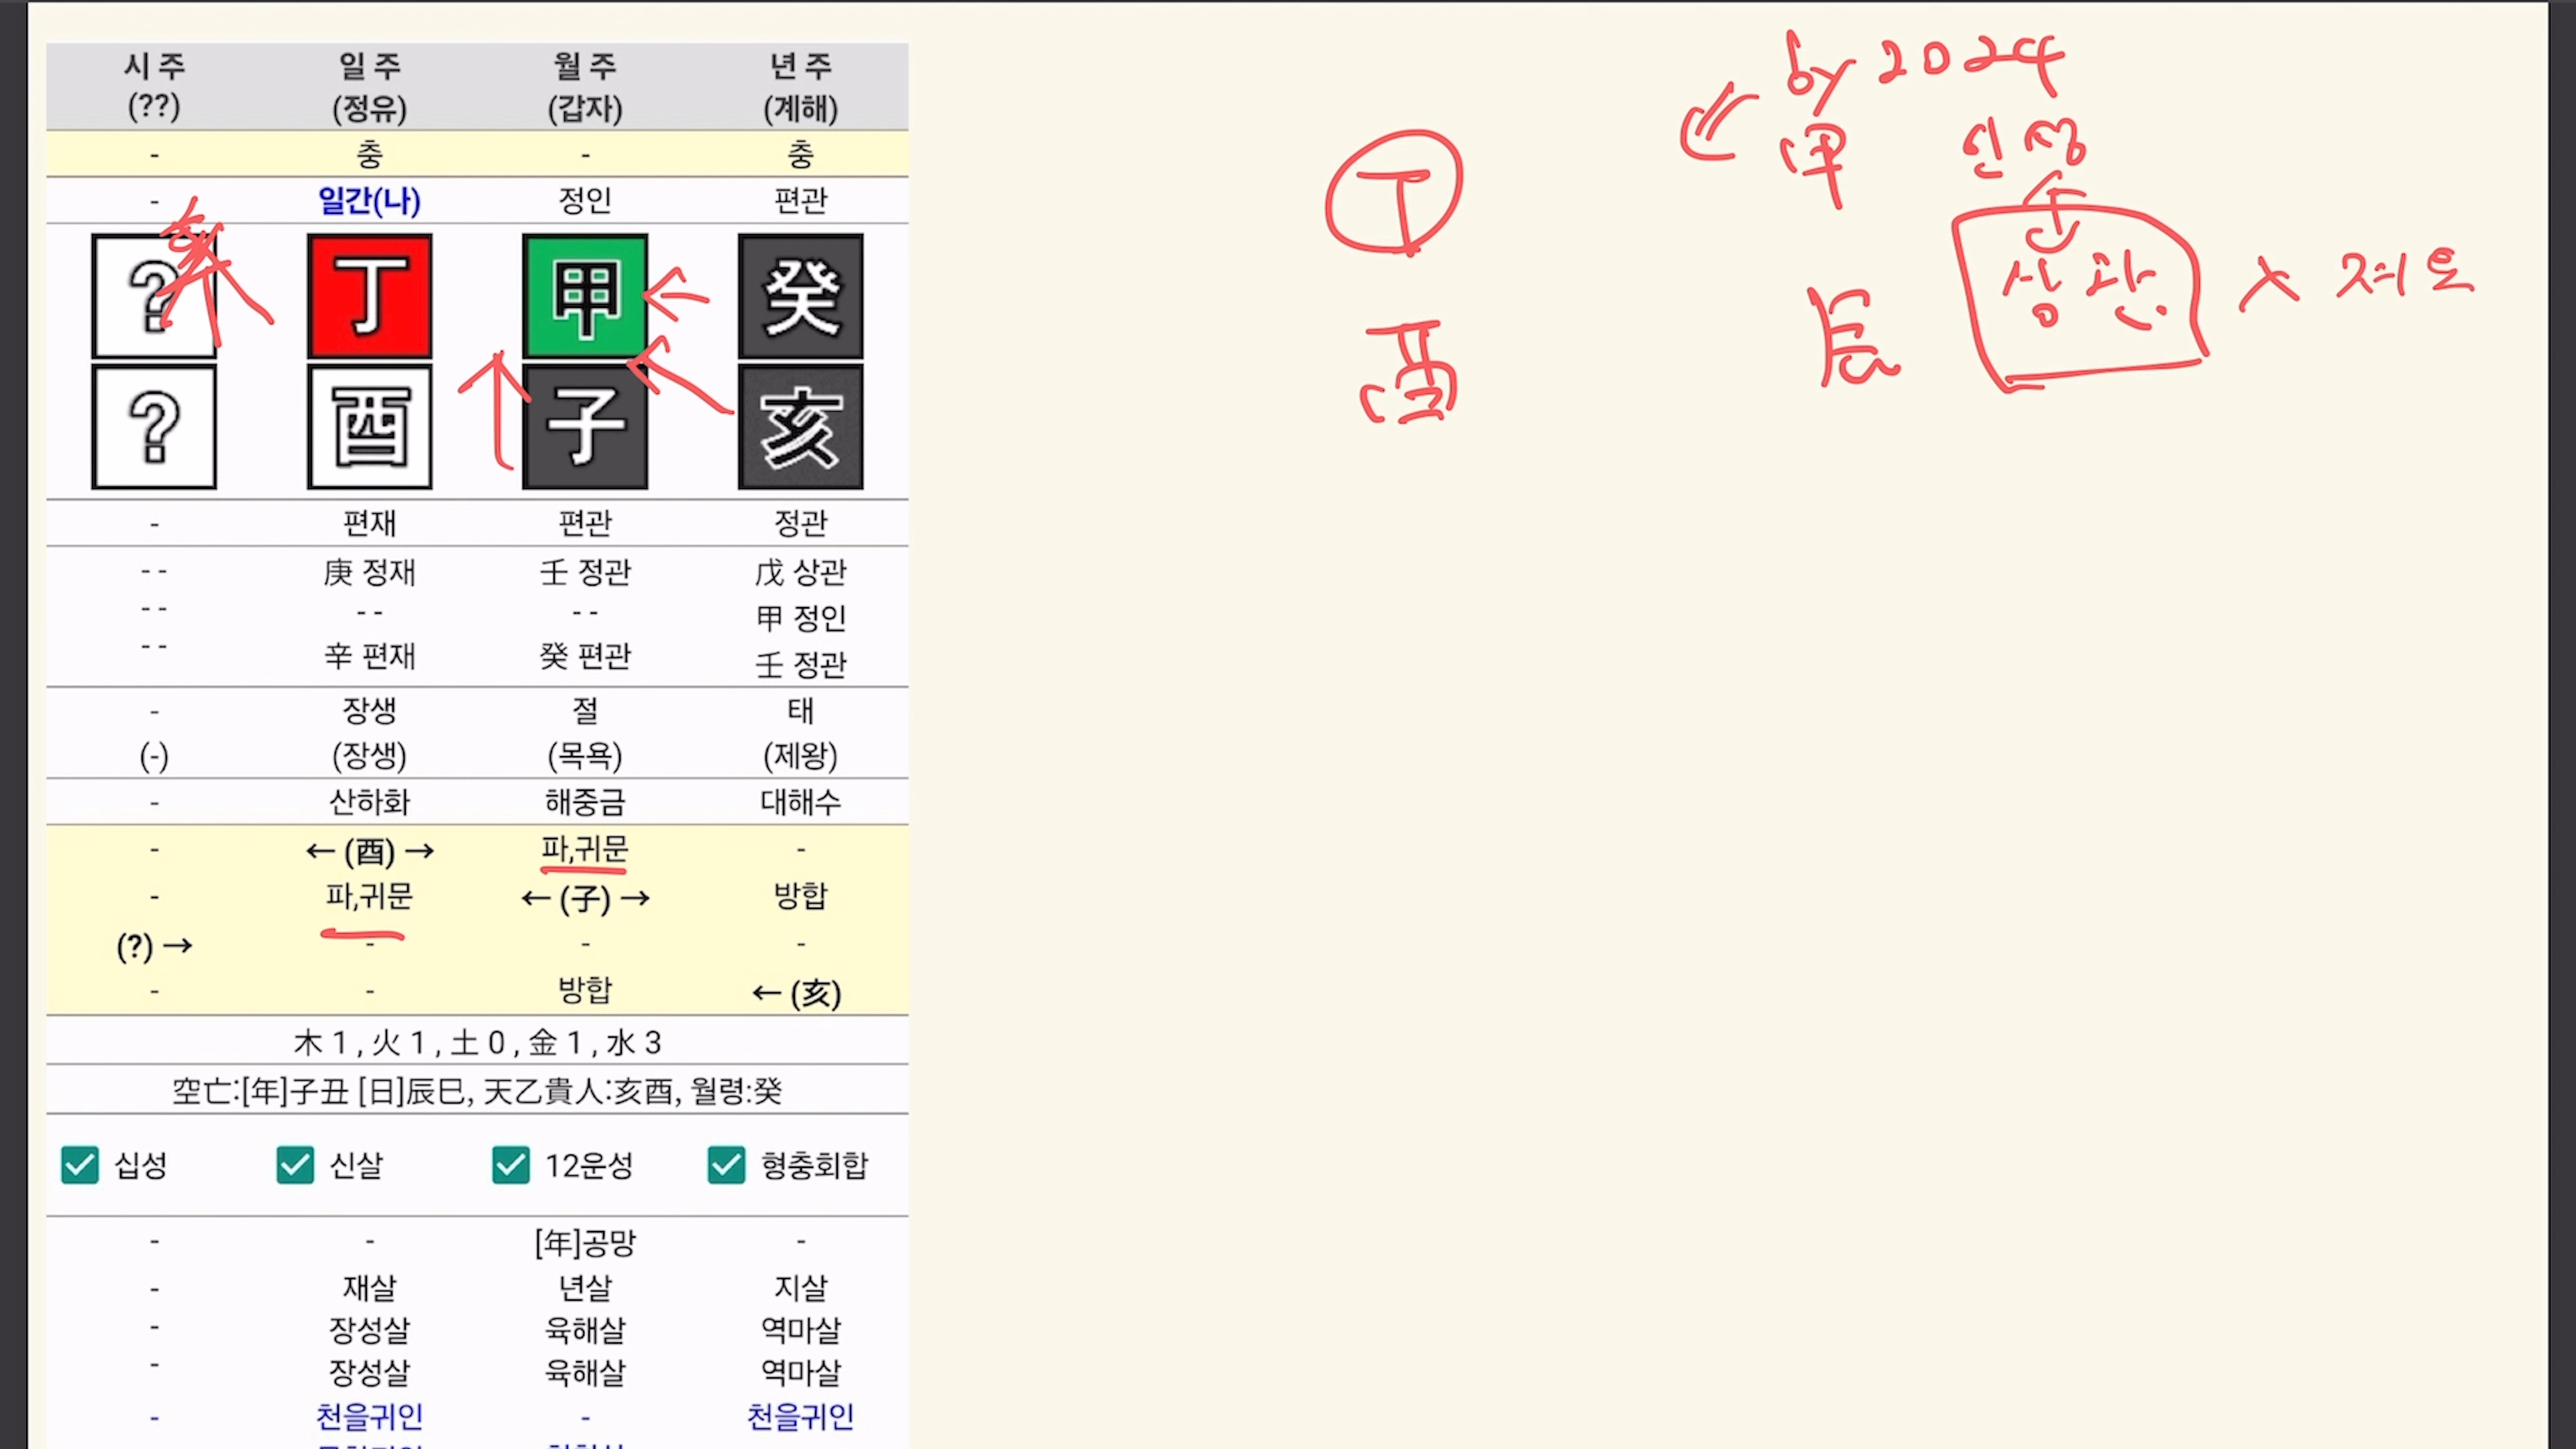 시 주 일 주 월 주 년 주
(??) (정유) (갑자) (계해)
- 충 - 충
- 일간(나) 정인 편관
? 丁 甲 癸
? 酉 子 亥
- 편재 편관 정관
- - 庚 정재 壬 정관 戊 상관
- - - - - - 甲 정인
- - 辛 편재 癸 편관 壬 정관
- 장생 절 태
(-) (장생) (목욕) (제왕)
- 산하화 해중금 대해수
- ← (酉) → 파,귀문 -
- 파,귀문 ← (子) → 방합
(?) → - - -
- - 방합 ← (亥)
木 1 , 火 1 , 土 0 , 金 1 , 水 3
空亡:[年]子丑 [日]辰巳, 天乙貴人:亥酉, 월령:癸
십성 신살 12운성 형충회합
- - [年]공망 -
- 재살 년살 지살
- 장성살 육해살 역마살
- 장성살 육해살 역마살
- 천을귀인 - 천을귀인
by 2024
丁 甲 인성
酉 辰 상관 x